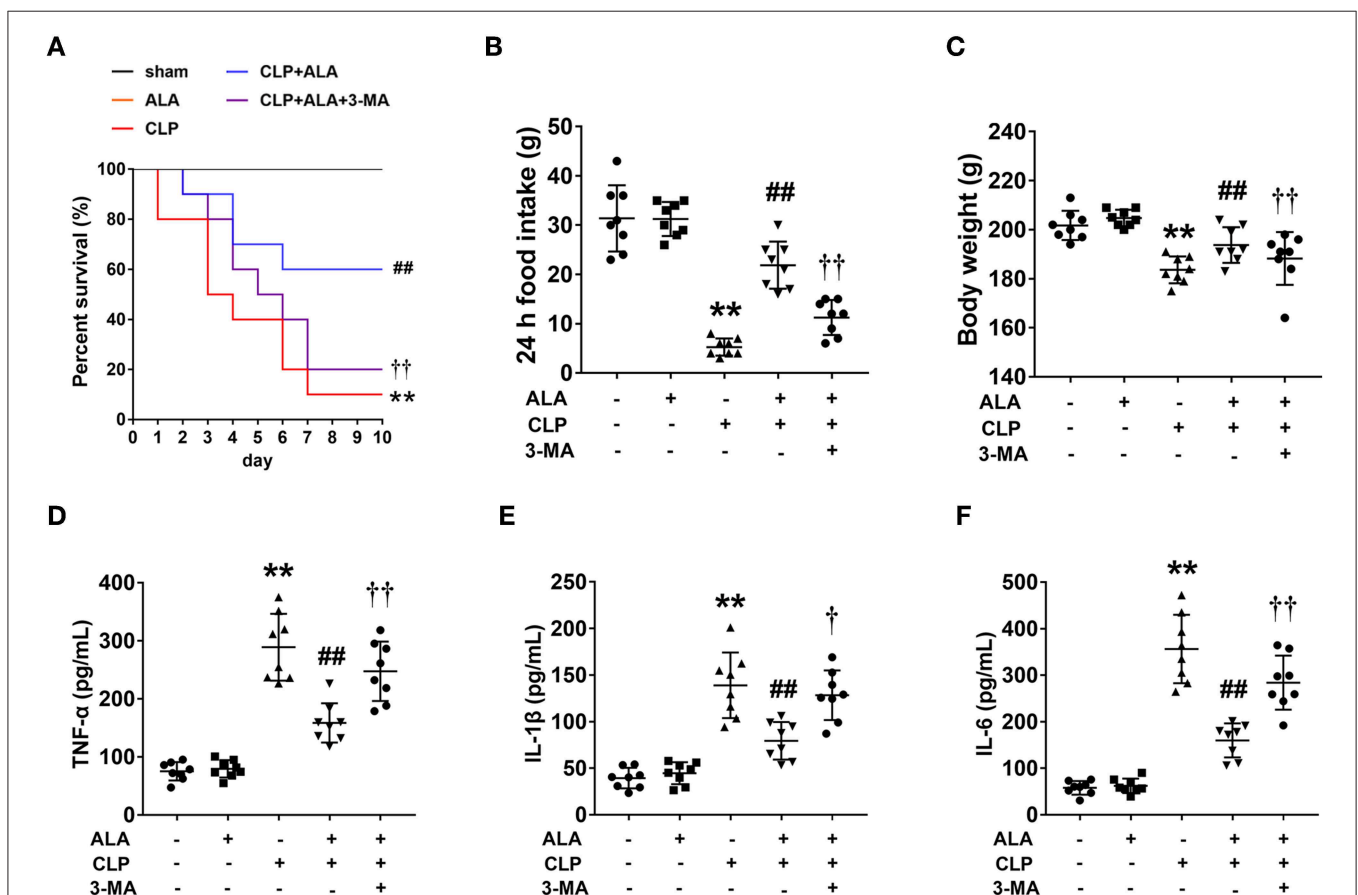 A
sham
CLP+ALA
ALA
CLP+ALA+3-MA
CLP
Percent survival (%)
100
80
60
40
20
0
##
††
**
0 1 2 3 4 5 6 7 8 9 10
day
B
24 h food intake (g)
50
40
30
20
10
0
**
##
††
ALA - + - + +
CLP - - + + +
3-MA - - - - +
C
Body weight (g)
240
220
200
180
160
140
**
##
††
ALA - + - + +
CLP - - + + +
3-MA - - - - +
D
TNF-α (pg/mL)
400
300
200
100
0
**
##
††
ALA - + - + +
CLP - - + + +
3-MA - - - - +
E
IL-1β (pg/mL)
250
200
150
100
50
0
**
##
†
ALA - + - + +
CLP - - + + +
3-MA - - - - +
F
IL-6 (pg/mL)
500
400
300
200
100
0
**
##
††
ALA - + - + +
CLP - - + + +
3-MA - - - - +